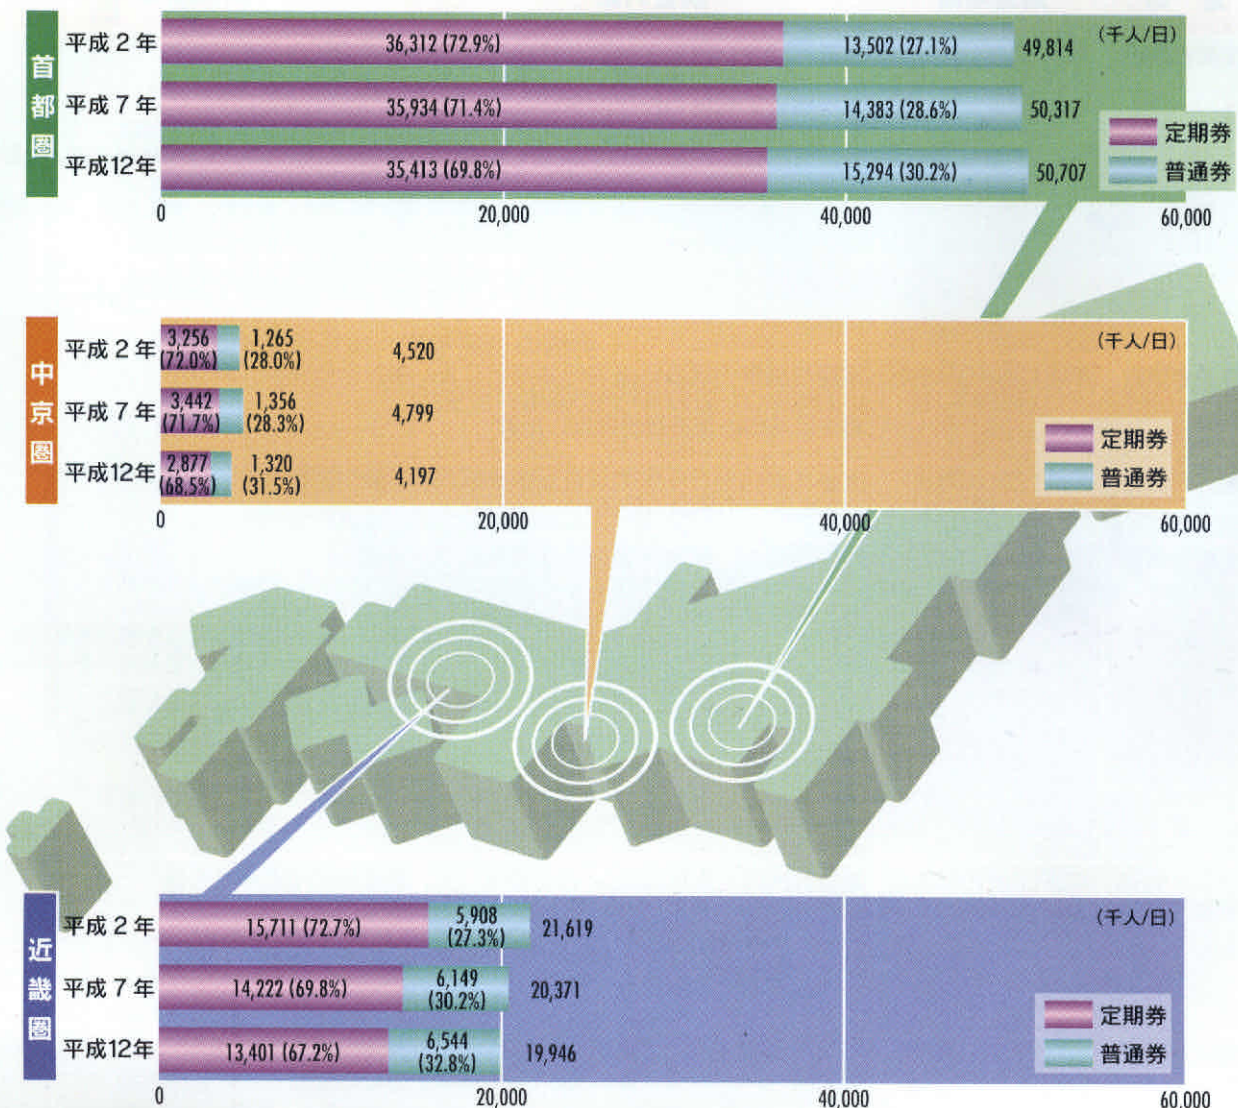 首都圏
(千人/日)
平成2年 36,312 (72.9%) 13,502 (27.1%) 49,814
平成7年 35,934 (71.4%) 14,383 (28.6%) 50,317
平成12年 35,413 (69.8%) 15,294 (30.2%) 50,707
定期券
普通券
0 20,000 40,000 60,000
中京圏
(千人/日)
平成2年 3,256 (72.0%) 1,265 (28.0%) 4,520
平成7年 3,442 (71.7%) 1,356 (28.3%) 4,799
平成12年 2,877 (68.5%) 1,320 (31.5%) 4,197
定期券
普通券
0 20,000 40,000 60,000
近畿圏
(千人/日)
平成2年 15,711 (72.7%) 5,908 (27.3%) 21,619
平成7年 14,222 (69.8%) 6,149 (30.2%) 20,371
平成12年 13,401 (67.2%) 6,544 (32.8%) 19,946
定期券
普通券
0 20,000 40,000 60,000